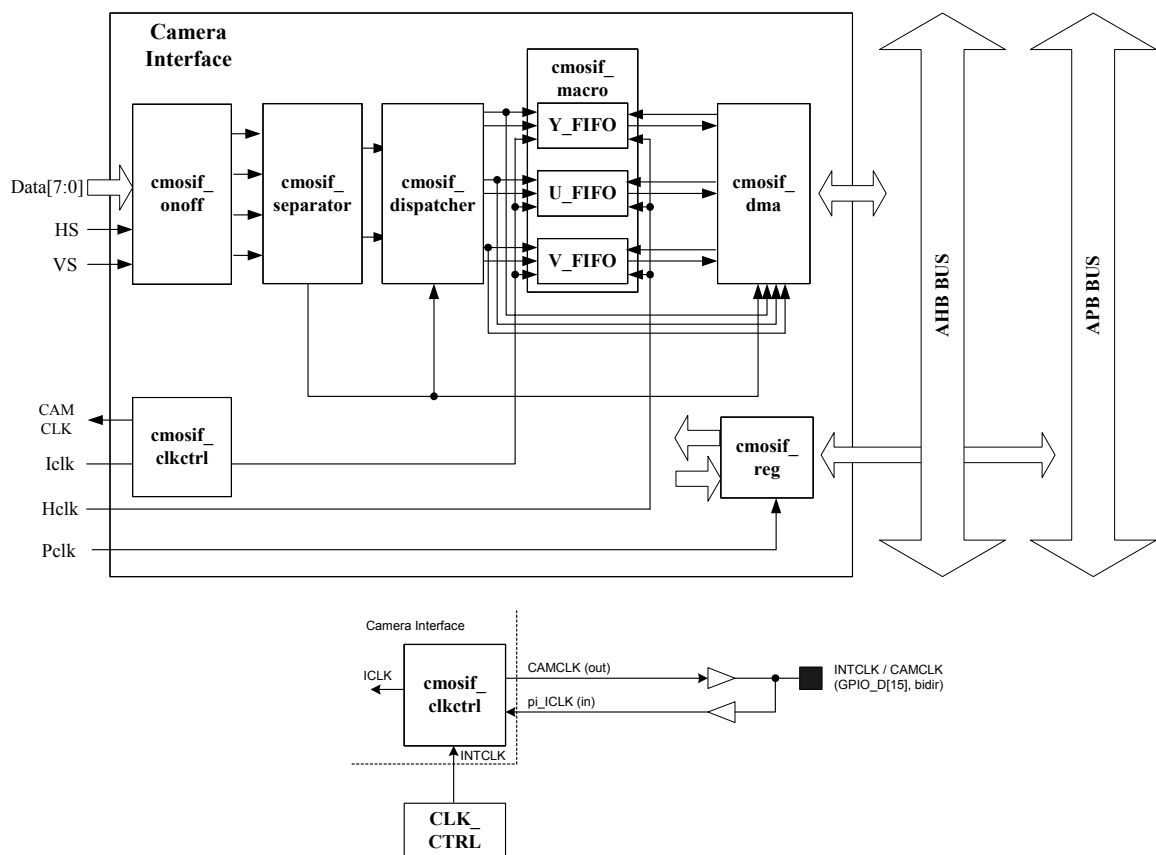 Camera
Interface
cmosif_
macro
Y_FIFO
U_FIFO
V_FIFO
Data[7:0]
HS
VS
cmosif_
onoff
cmosif_
separator
cmosif_
dispatcher
cmosif_
dma
AHB BUS
APB BUS
CAM
CLK
Iclk
Hclk
Pclk
cmosif_
clkctrl
cmosif_
reg
Camera Interface
ICLK
cmosif_
clkctrl
CAMCLK (out)
pi_ICLK (in)
INTCLK / CAMCLK
(GPIO_D[15], bidir)
INTCLK
CLK_
CTRL